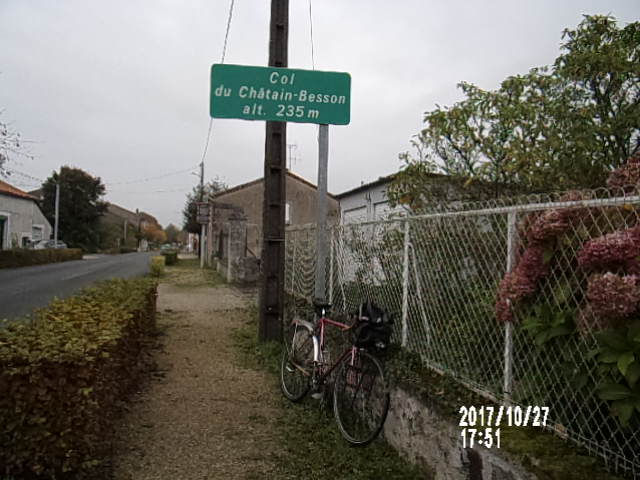 Col
du Châtain-Besson
alt. 235 m
2017/10/27
17:51